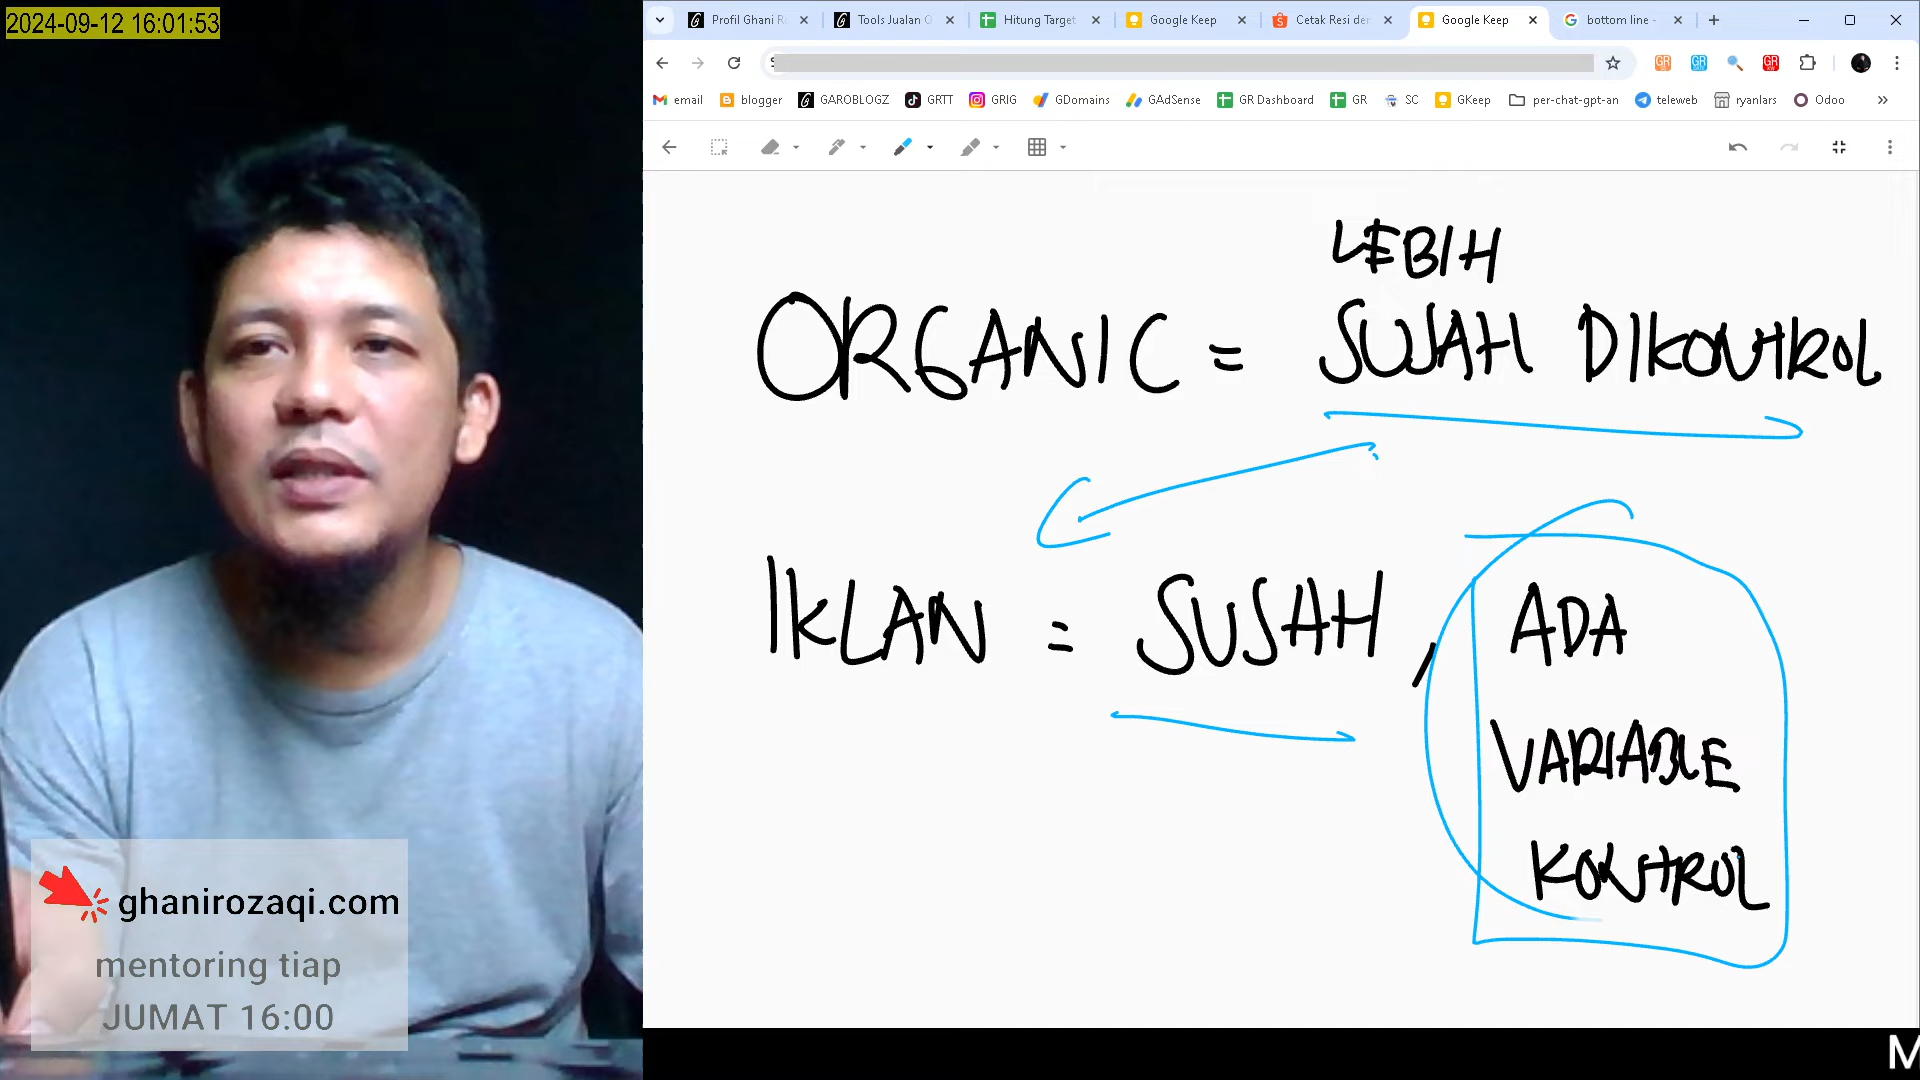 2024-09-12 16:01:53
Profil Ghani R
Tools Jualan O
Hitung Target
Google Keep
Cetak Resi de
Google Keep
bottom line -
email
blogger
GAROBLOGZ
GRTT
GRIG
GDomains
GAdSense
GR Dashboard
GR
SC
GKeep
per-chat-gpt-an
teleweb
ryanlars
Odoo
LEBIH
ORGANIC = SUSAH DIKONTROL
IKLAN = SUSAH, ADA
VARIABLE
KONTROL
ghanirozaqi.com
mentoring tiap
JUMAT 16:00
M